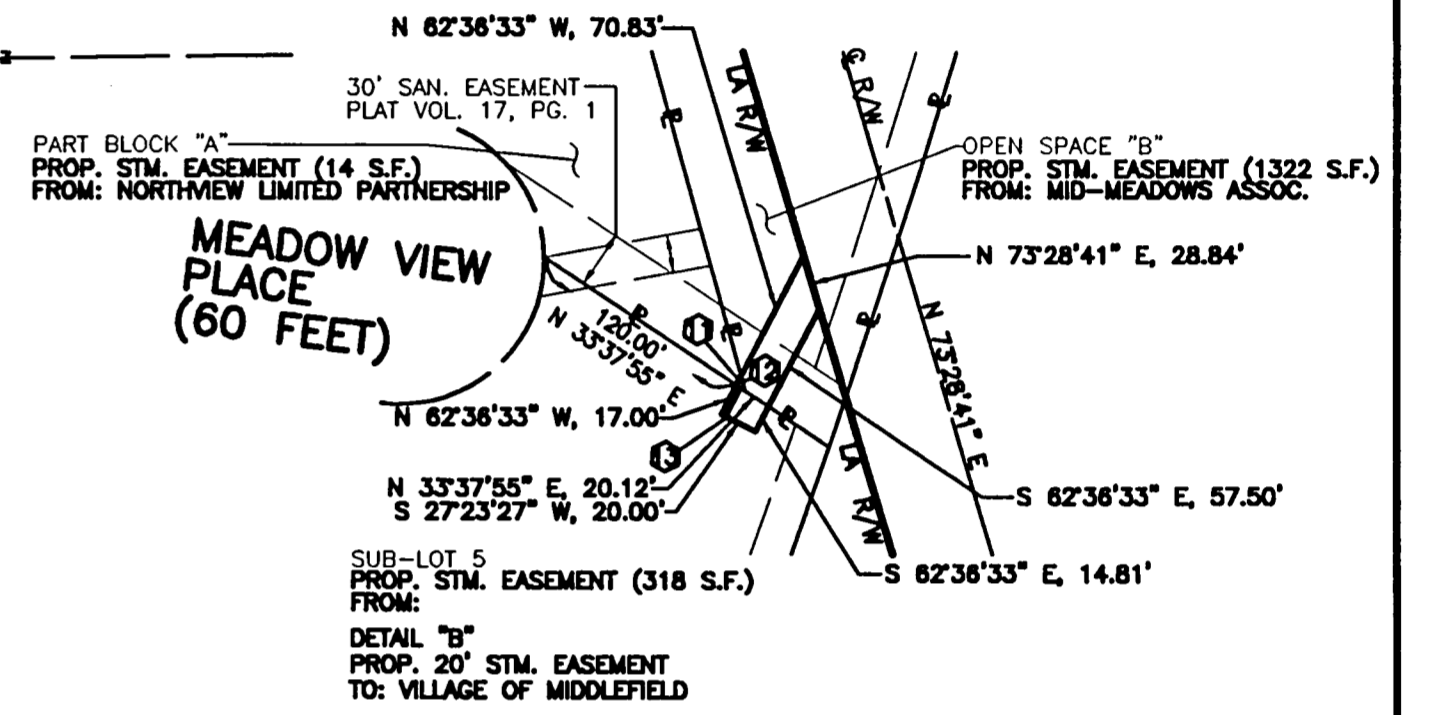 N 62°36'33" W, 70.83'
30' SAN. EASEMENT
PLAT VOL. 17, PG. 1
PART BLOCK "A"
PROP. STM. EASEMENT (14 S.F.)
FROM: NORTHVIEW LIMITED PARTNERSHIP
MEADOW VIEW
PLACE
(60 FEET)
LA R/W
℄ R/W
OPEN SPACE "B"
PROP. STM. EASEMENT (1322 S.F.)
FROM: MID-MEADOWS ASSOC.
N 73°28'41" E, 28.84'
N 73°28'41" E
120.00'
N 33°37'55" E
11
12
13
N 62°36'33" W, 17.00'
N 33°37'55" E, 20.12'
S 27°23'27" W, 20.00'
LA R/W
S 62°36'33" E, 57.50'
S 62°36'33" E, 14.81'
SUB-LOT 5
PROP. STM. EASEMENT (318 S.F.)
FROM:
DETAIL "B"
PROP. 20' STM. EASEMENT
TO: VILLAGE OF MIDDLEFIELD